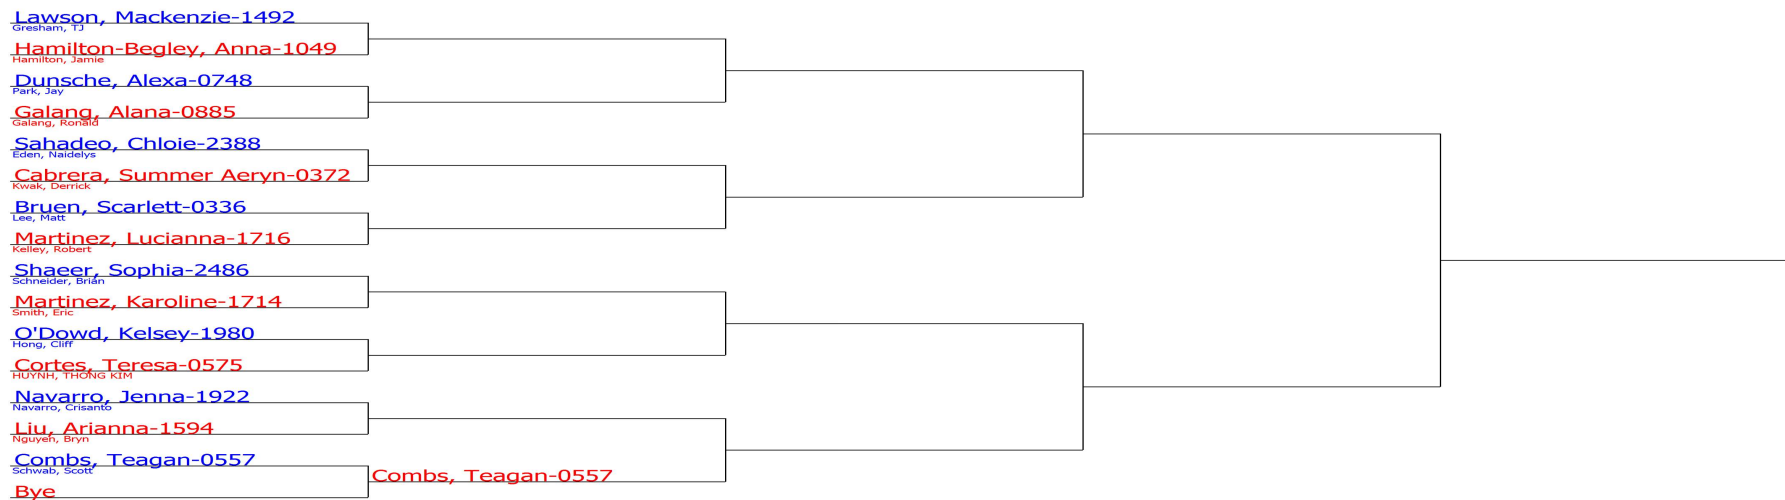 Lawson, Mackenzie-1492
Gresham, TJ
Hamilton-Begley, Anna-1049
Hamilton, Jamie
Dunsche, Alexa-0748
Park, Jay
Galang, Alana-0885
Galang, Ronald
Sahadeo, Chloie-2388
Eden, Naidelys
Cabrera, Summer Aeryn-0372
Kwak, Derrick
Bruen, Scarlett-0336
Lee, Matt
Martinez, Lucianna-1716
Kelley, Robert
Shaeer, Sophia-2486
Schneider, Brian
Martinez, Karoline-1714
Smith, Eric
O'Dowd, Kelsey-1980
Hong, Cliff
Cortes, Teresa-0575
HUYNH, THONG KIM
Navarro, Jenna-1922
Navarro, Crisanto
Liu, Arianna-1594
Nguyen, Bryn
Combs, Teagan-0557
Schwab, Scott
Combs, Teagan-0557
Bye